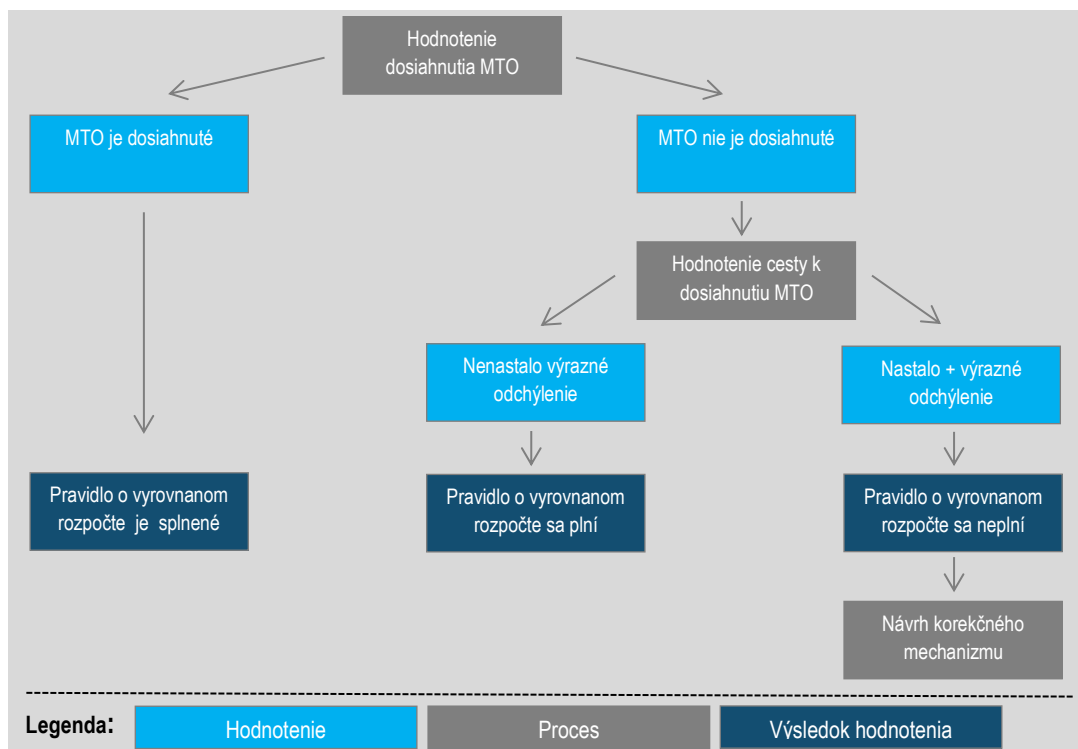 Hodnotenie
dosiahnutia MTO
MTO je dosiahnuté
MTO nie je dosiahnuté
Hodnotenie cesty k
dosiahnutiu MTO
Nenastalo výrazné
odchýlenie
Nastalo + výrazné
odchýlenie
Pravidlo o vyrovnanom
rozpočte je splnené
Pravidlo o vyrovnanom
rozpočte sa plní
Pravidlo o vyrovnanom
rozpočte sa neplní
Návrh korekčného
mechanizmu
Legenda:
Hodnotenie
Proces
Výsledok hodnotenia